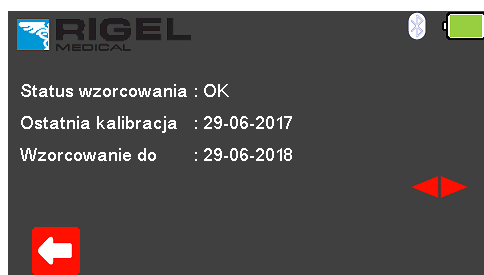 RIGEL
MEDICAL
Status wzorcowania : OK
Ostatnia kalibracja : 29-06-2017
Wzorcowanie do : 29-06-2018